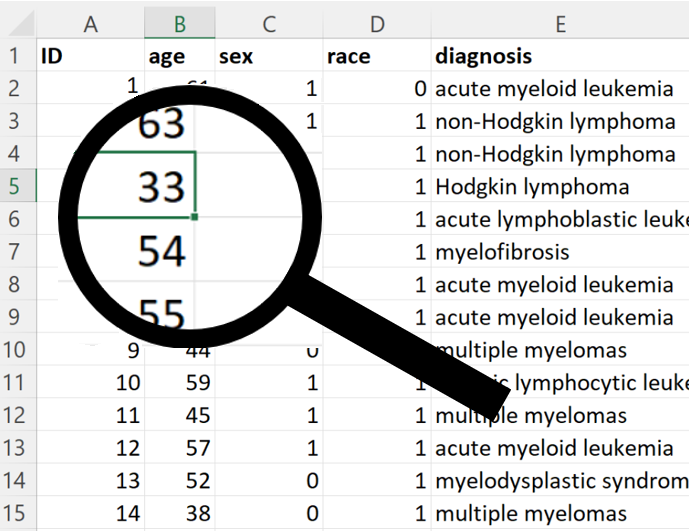 A B C D E
1 ID age sex race diagnosis
2 1 61 1 0 acute myeloid leukemia
3 63 1 1 non-Hodgkin lymphoma
4 1 non-Hodgkin lymphoma
5 33 1 Hodgkin lymphoma
6 1 acute lymphoblastic leuke
7 54 1 myelofibrosis
8 1 acute myeloid leukemia
9 55 1 acute myeloid leukemia
10 9 44 0 multiple myelomas
11 10 59 1 1 lymphocytic leuke
12 11 45 1 1 multiple myelomas
13 12 57 1 1 acute myeloid leukemia
14 13 52 0 1 myelodysplastic syndrom
15 14 38 0 1 multiple myelomas